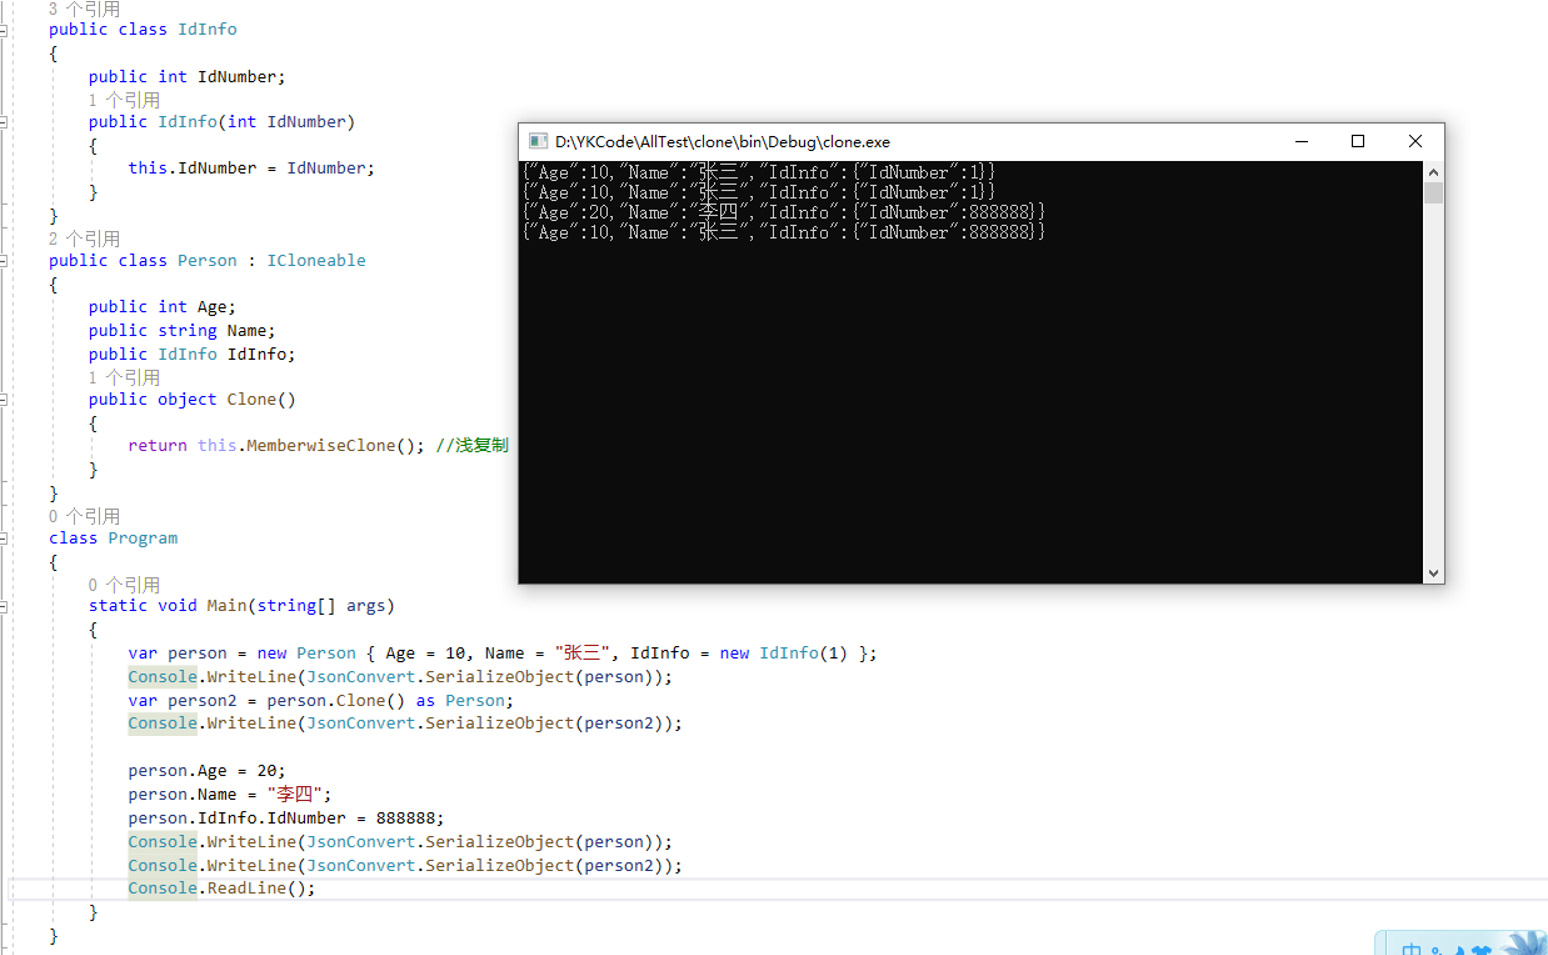 3 个引用
public class IdInfo
{
public int IdNumber;
1 个引用
public IdInfo(int IdNumber)
{
this.IdNumber = IdNumber;
}
}
2 个引用
public class Person : ICloneable
{
public int Age;
public string Name;
public IdInfo IdInfo;
1 个引用
public object Clone()
{
return this.MemberwiseClone(); //浅复制
}
}
0 个引用
class Program
{
0 个引用
static void Main(string[] args)
{
var person = new Person { Age = 10, Name = "张三", IdInfo = new IdInfo(1) };
Console.WriteLine(JsonConvert.SerializeObject(person));
var person2 = person.Clone() as Person;
Console.WriteLine(JsonConvert.SerializeObject(person2));
person.Age = 20;
person.Name = "李四";
person.IdInfo.IdNumber = 888888;
Console.WriteLine(JsonConvert.SerializeObject(person));
Console.WriteLine(JsonConvert.SerializeObject(person2));
Console.ReadLine();
}
}
D:\YKCode\AllTest\clone\bin\Debug\clone.exe
{"Age":10,"Name":"张三","IdInfo":{"IdNumber":1}}
{"Age":10,"Name":"张三","IdInfo":{"IdNumber":1}}
{"Age":20,"Name":"李四","IdInfo":{"IdNumber":888888}}
{"Age":10,"Name":"张三","IdInfo":{"IdNumber":888888}}
中